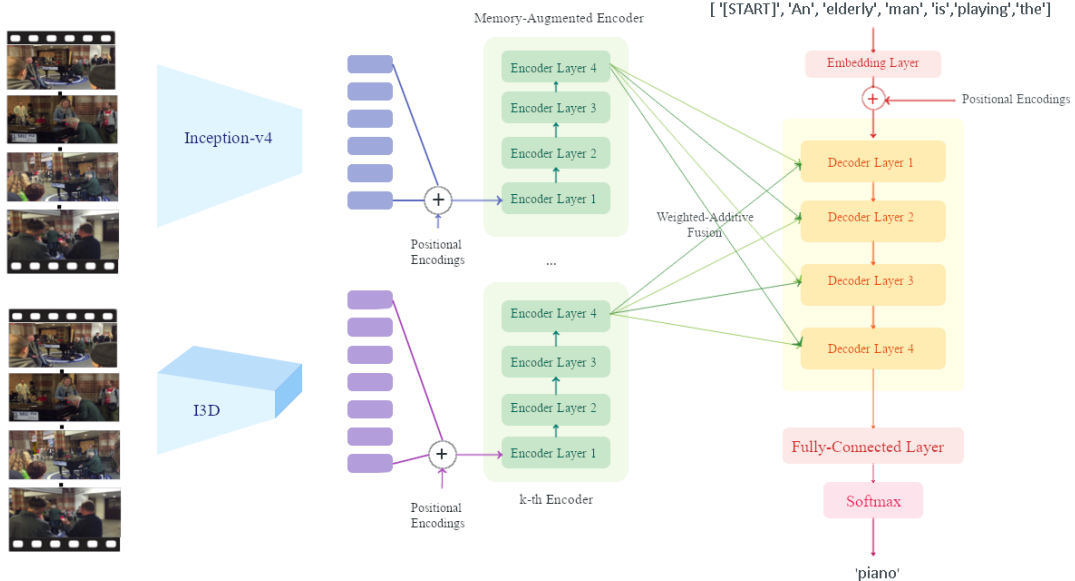 [ '[START]', 'An', 'elderly', 'man', 'is','playing','the']
Memory-Augmented Encoder
Embedding Layer
Positional Encodings
Inception-v4
Encoder Layer 4
Encoder Layer 3
Encoder Layer 2
Encoder Layer 1
Positional
Encodings
...
Weighted-Additive
Fusion
Decoder Layer 1
Decoder Layer 2
Decoder Layer 3
Decoder Layer 4
I3D
Encoder Layer 4
Encoder Layer 3
Encoder Layer 2
Encoder Layer 1
Positional
Encodings
k-th Encoder
Fully-Connected Layer
Softmax
'piano'